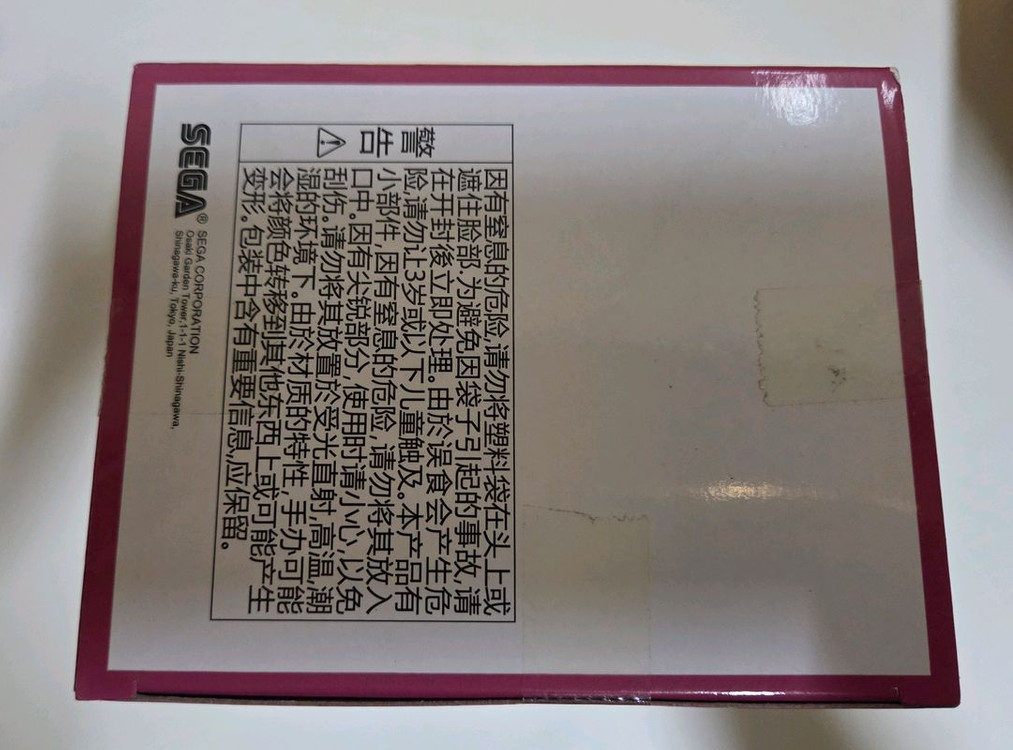 警告
因有窒息的危险,请勿将塑料袋在头上或
遮住脸部.为避免因袋子引起的事故,请
在开封後立即处理。由於误食会产生危
险,请勿让3岁或以下儿童触及。本产品有
小部件,因有窒息的危险,请勿将其放入
口中。因有尖锐部分,使用时请小心,以免
刮伤。请勿将其放置於受光直射,高温,潮
湿的环境下。由於材质的特性,手办可能
会将颜色转移到其他东西上或可能产生
变形。包装中含有重要信息,应保留。
SEGA® SEGA CORPORATION
Osaki Garden Tower,1-1-1 Nishi-Shinagawa,
Shinagawa-ku, Tokyo, Japan